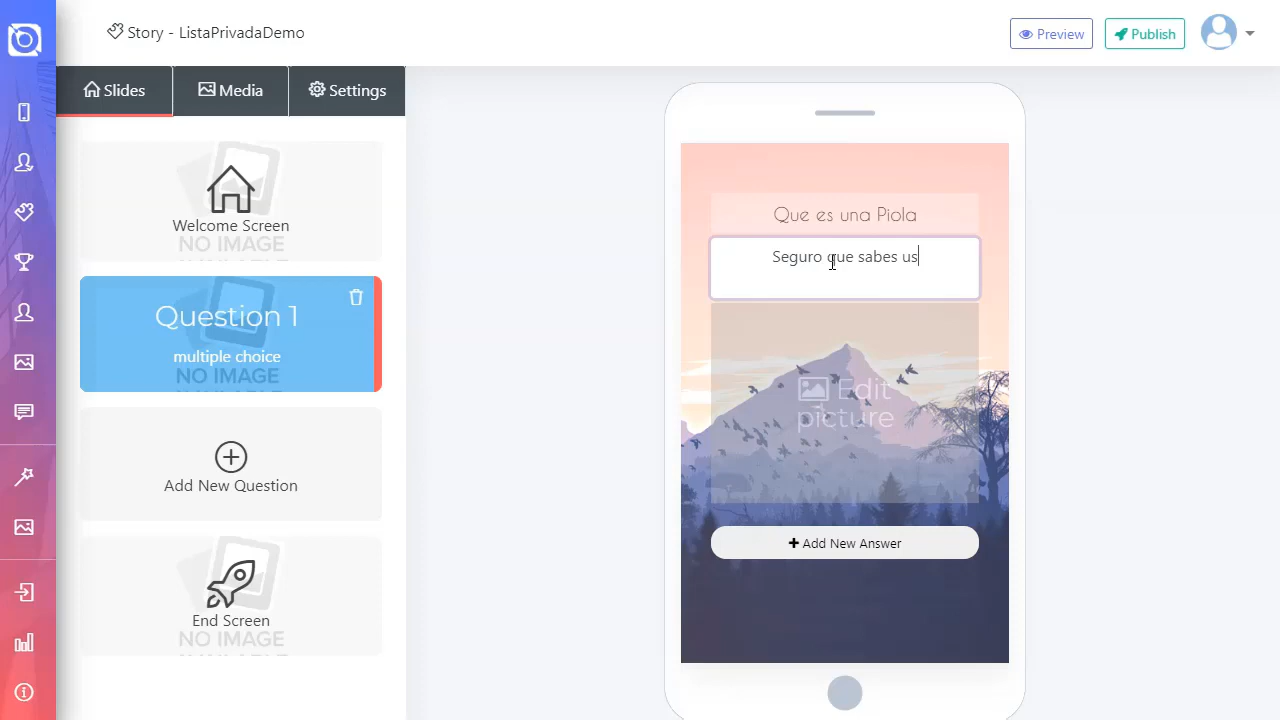 Story - ListaPrivadaDemo
Preview
Publish
Slides
Media
Settings
Welcome Screen
NO IMAGE
Question 1
multiple choice
NO IMAGE
Add New Question
End Screen
NO IMAGE
Que es una Piola
Seguro que sabes us
Edit
picture
Add New Answer